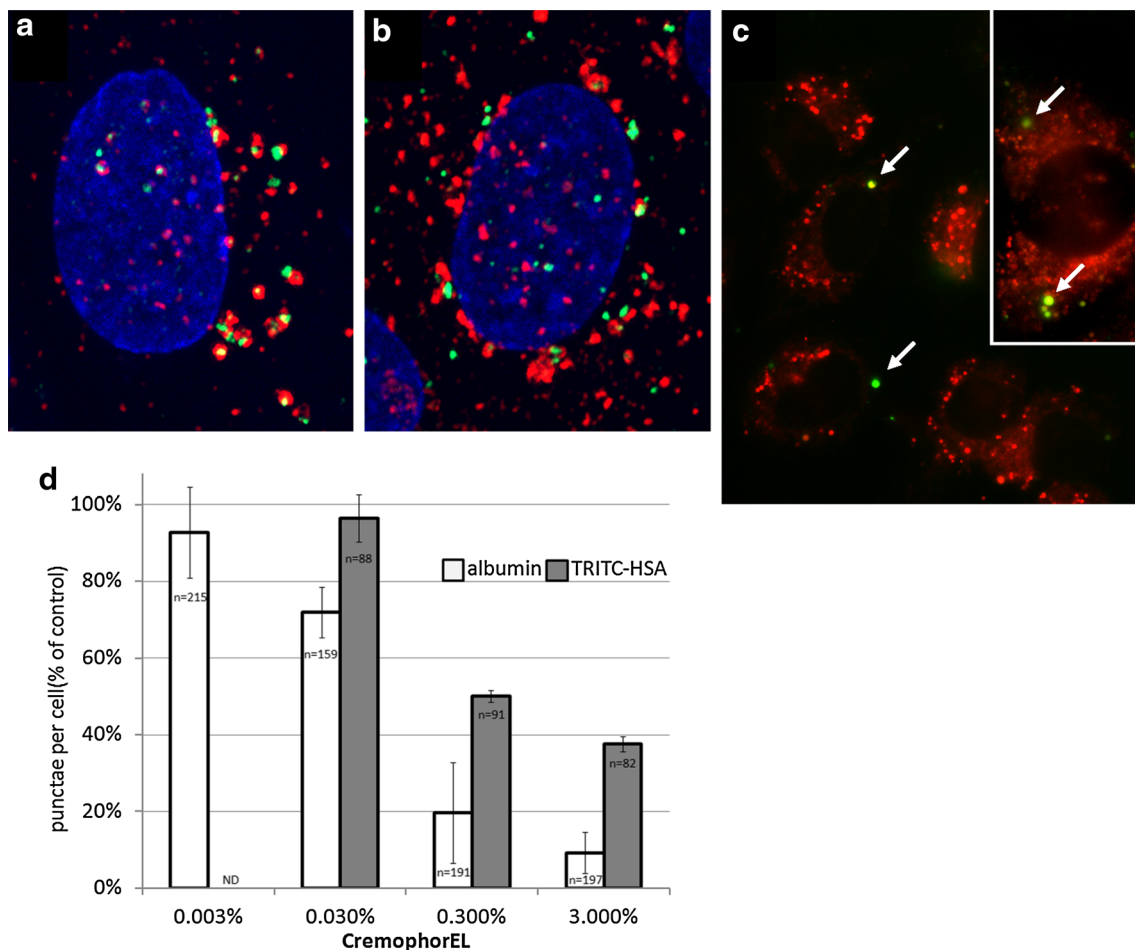 a
b
c
d
100%
80%
60%
40%
20%
0%
punctae per cell(% of control)
albumin TRITC-HSA
n=215
ND
n=159
n=88
n=191
n=91
n=197
n=82
0.003% 0.030% 0.300% 3.000%
CremophorEL